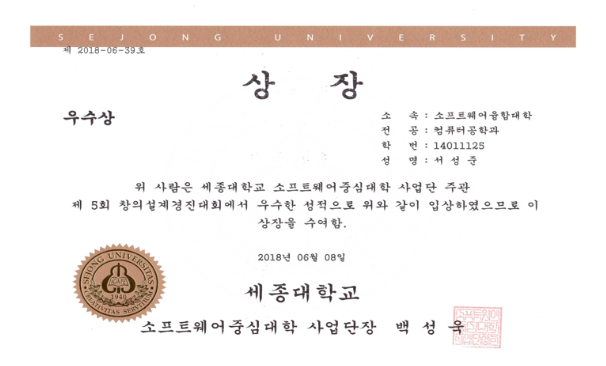 SEJONG UNIVERSITY
제 2018-06-39호
상 장
우수상
소 속 : 소프트웨어융합대학
전 공 : 컴퓨터공학과
학 번 : 14011125
성 명 : 서 성 준
위 사람은 세종대학교 소프트웨어중심대학 사업단 주관
제 5회 창의설계경진대회에서 우수한 성적으로 위와 같이 입상하였으므로 이
상장을 수여함.
2018년 06월 08일
SEJONG UNIVERSITAS
1940
세종대학교
소프트웨어중심대학 사업단장 백 성 욱